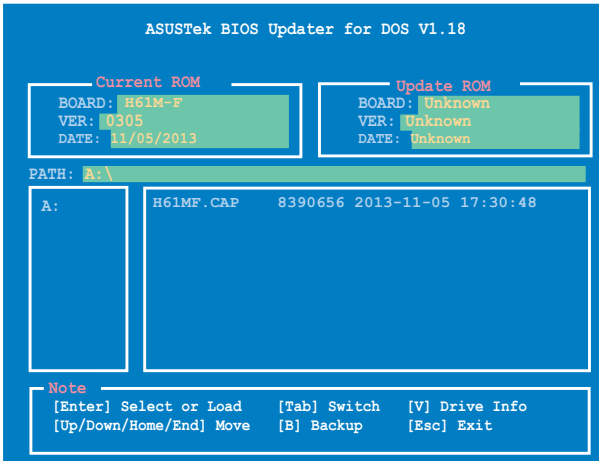 ASUSTek BIOS Updater for DOS V1.18
Current ROM
BOARD: H61M-F
VER: 0305
DATE: 11/05/2013
Update ROM
BOARD: Unknown
VER: Unknown
DATE: Unknown
PATH: A:\
A:
H61MF.CAP 8390656 2013-11-05 17:30:48
Note
[Enter] Select or Load [Tab] Switch [V] Drive Info
[Up/Down/Home/End] Move [B] Backup [Esc] Exit